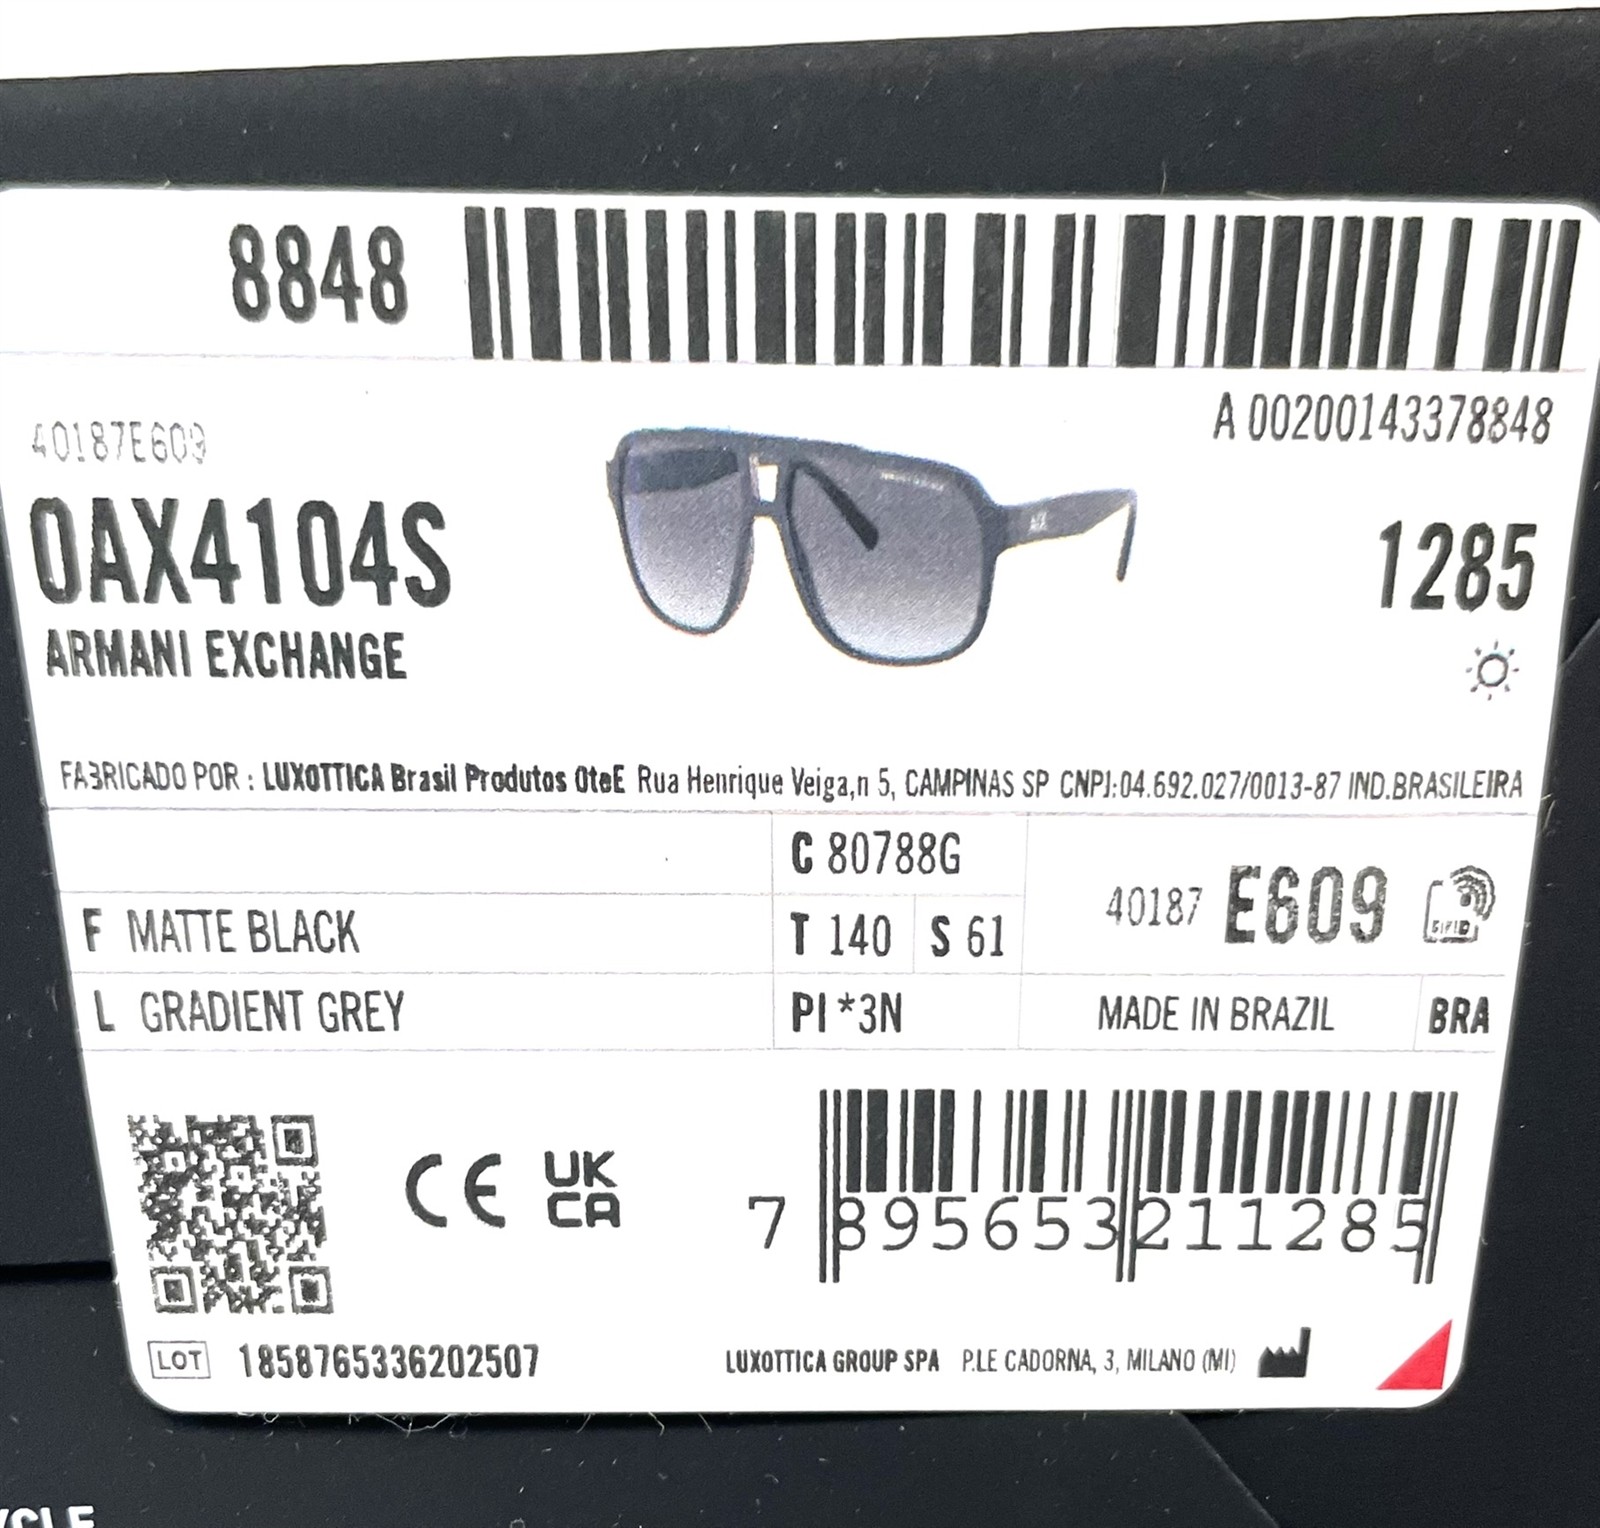 8848
A 00200143378848
40187E609
0AX4104S
1285
ARMANI EXCHANGE
FABRICADO POR : LUXOTTICA Brasil Produtos OteE Rua Henrique Veiga,n 5, CAMPINAS SP CNPJ:04.692.027/0013-87 IND.BRASILEIRA
C 80788G
40187 E609
F MATTE BLACK
T 140 S 61
L GRADIENT GREY
PI *3N
MADE IN BRAZIL BRA
CE UK
CA
7 895653 211285
LOT 1858765336202507
LUXOTTICA GROUP SPA P.LE CADORNA, 3, MILANO (MI)